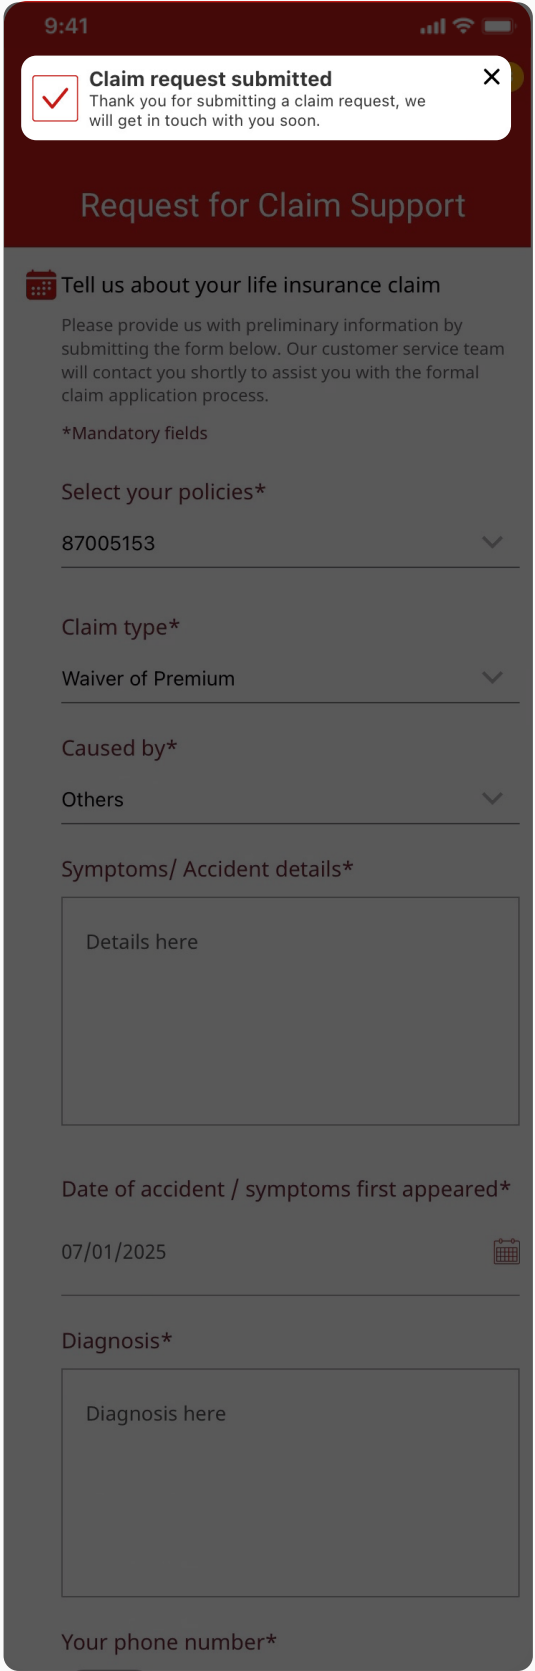 9:41
Claim request submitted
Thank you for submitting a claim request, we
will get in touch with you soon.
Request for Claim Support
Tell us about your life insurance claim
Please provide us with preliminary information by
submitting the form below. Our customer service team
will contact you shortly to assist you with the formal
claim application process.
*Mandatory fields
Select your policies*
87005153
Claim type*
Waiver of Premium
Caused by*
Others
Symptoms/ Accident details*
Details here
Date of accident / symptoms first appeared*
07/01/2025
Diagnosis*
Diagnosis here
Your phone number*